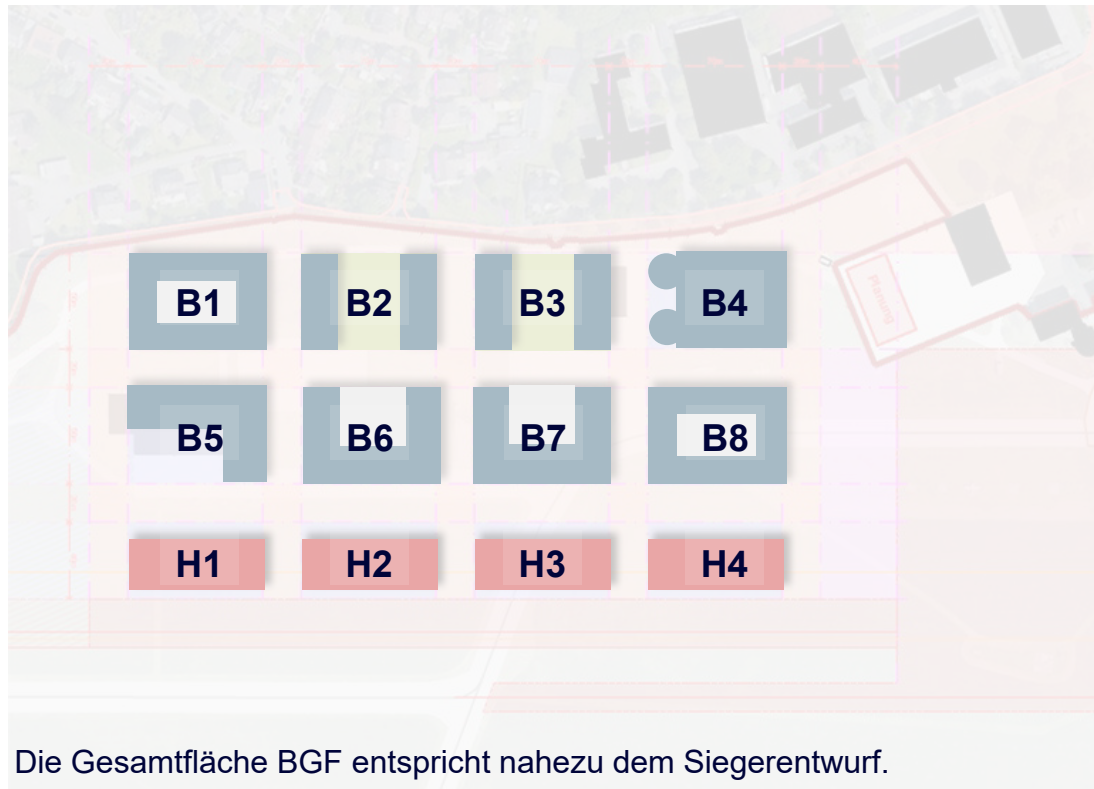 B1 B2 B3 B4
Planung
B5 B6 B7 B8
H1 H2 H3 H4
Die Gesamtfläche BGF entspricht nahezu dem Siegerentwurf.